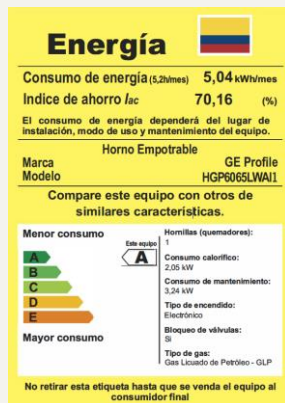 Energía
Consumo de energía (5,2h/mes) 5,04 kWh/mes
Indice de ahorro Iac 70,16 (%)
El consumo de energía dependerá del lugar de
instalación, modo de uso y mantenimiento del equipo.
Horno Empotrable
Marca GE Profile
Modelo HGP6065LWAI1
Compare este equipo con otros de
similares características.
Menor consumo
Este equipo
A
A
B
C
D
E
Mayor consumo
Hornillas (quemadores):
1
Consumo calorífico:
2,05 kW
Consumo de mantenimiento:
3,24 kW
Tipo de encendido:
Electrónico
Bloqueo de válvulas:
Si
Tipo de gas:
Gas Licuado de Petróleo - GLP
No retirar esta etiqueta hasta que se venda el equipo al
consumidor final